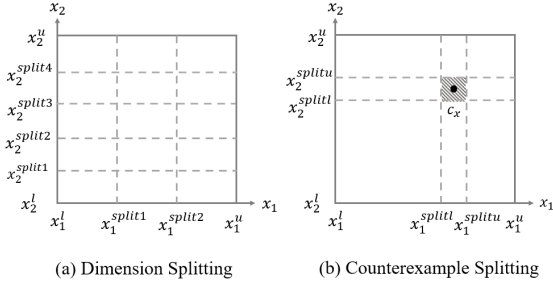 x_2
x_2^u
x_2^{split4}
x_2^{split3}
x_2^{split2}
x_2^{split1}
x_2^l
x_1^l x_1^{split1} x_1^{split2} x_1^u
x_1
(a) Dimension Splitting
x_2
x_2^u
x_2^{splitu}
x_2^{splitl}
c_x
x_2^l
x_1^l x_1^{splitl} x_1^{splitu} x_1^u
x_1
(b) Counterexample Splitting